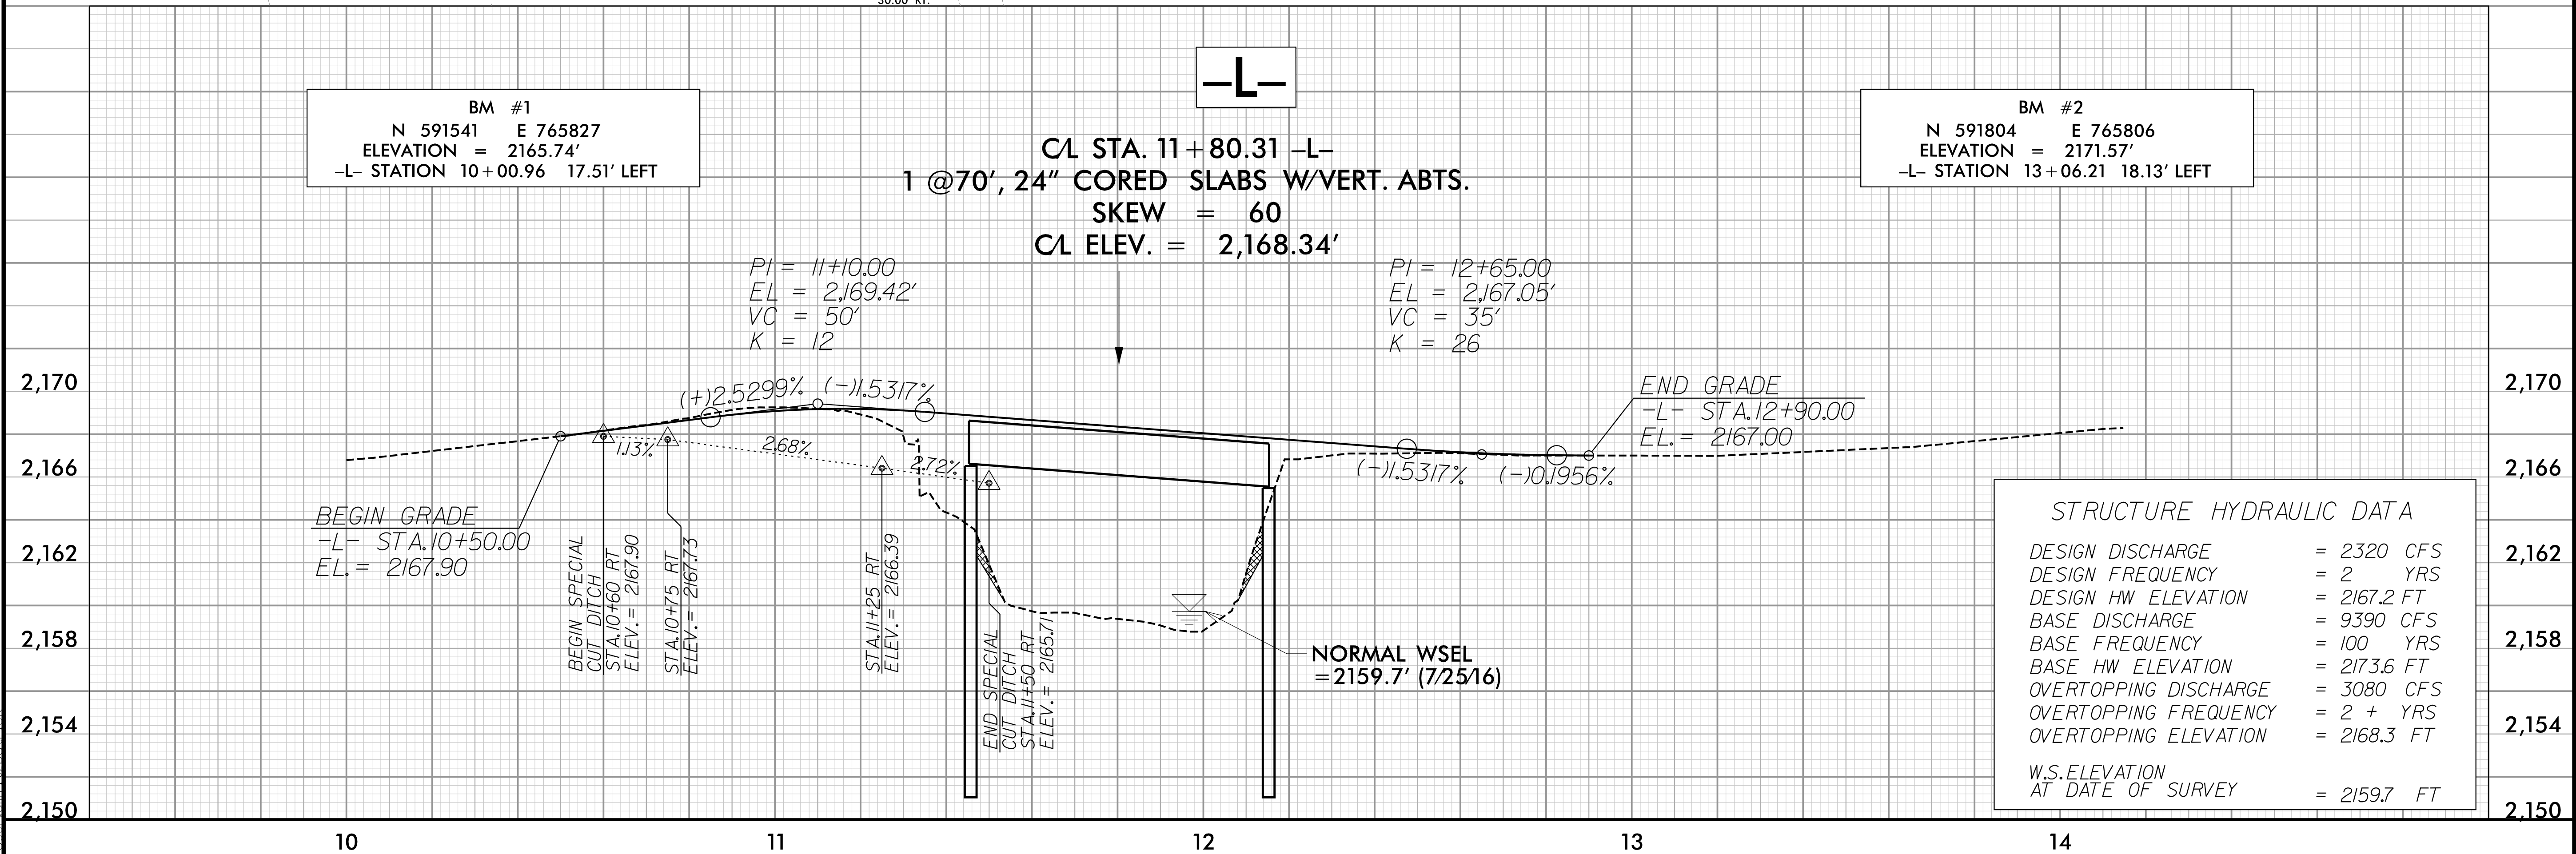 30.00' RT.
–L–
BM #1
N 591541 E 765827
ELEVATION = 2165.74'
–L– STATION 10+00.96 17.51' LEFT
BM #2
N 591804 E 765806
ELEVATION = 2171.57'
–L– STATION 13+06.21 18.13' LEFT
C/L STA. 11+80.31 –L–
1 @70', 24" CORED SLABS W/VERT. ABTS.
SKEW = 60
C/L ELEV. = 2,168.34'
PI = 11+10.00
EL = 2,169.42'
VC = 50'
K = 12
PI = 12+65.00
EL = 2,167.05'
VC = 35'
K = 26
(+)2.5299%
(-)1.5317%
1.13%
2.68%
2.72%
(-)1.5317%
(-)0.1956%
END GRADE
-L- STA.12+90.00
EL.= 2167.00
BEGIN GRADE
-L- STA.10+50.00
EL.= 2167.90
BEGIN SPECIAL
CUT DITCH
STA.10+60 RT
ELEV.= 2167.90
STA.10+75 RT
ELEV.= 2167.73
STA.11+25 RT
ELEV.= 2166.39
END SPECIAL
CUT DITCH
STA.11+50 RT
ELEV.= 2165.71
NORMAL WSEL
=2159.7' (7/25/16)
STRUCTURE HYDRAULIC DATA
DESIGN DISCHARGE = 2320 CFS
DESIGN FREQUENCY = 2 YRS
DESIGN HW ELEVATION = 2167.2 FT
BASE DISCHARGE = 9390 CFS
BASE FREQUENCY = 100 YRS
BASE HW ELEVATION = 2173.6 FT
OVERTOPPING DISCHARGE = 3080 CFS
OVERTOPPING FREQUENCY = 2 + YRS
OVERTOPPING ELEVATION = 2168.3 FT
W.S.ELEVATION
AT DATE OF SURVEY = 2159.7 FT
2,170
2,166
2,162
2,158
2,154
2,150
2,170
2,166
2,162
2,158
2,154
2,150
10 11 12 13 14